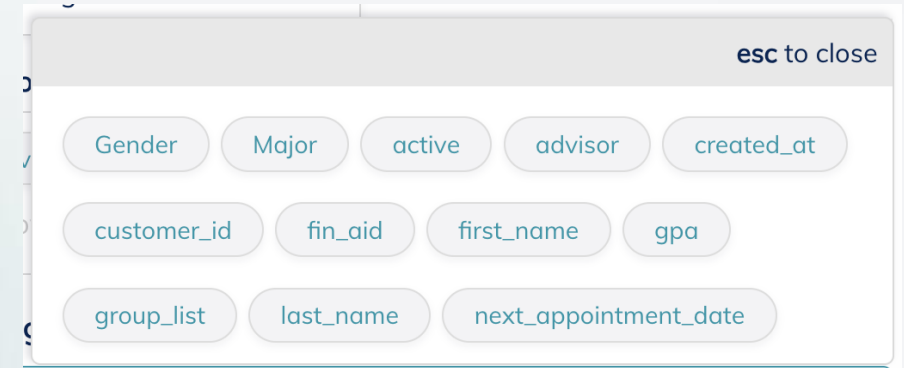 esc to close
Gender Major active advisor created_at
customer_id fin_aid first_name gpa
group_list last_name next_appointment_date